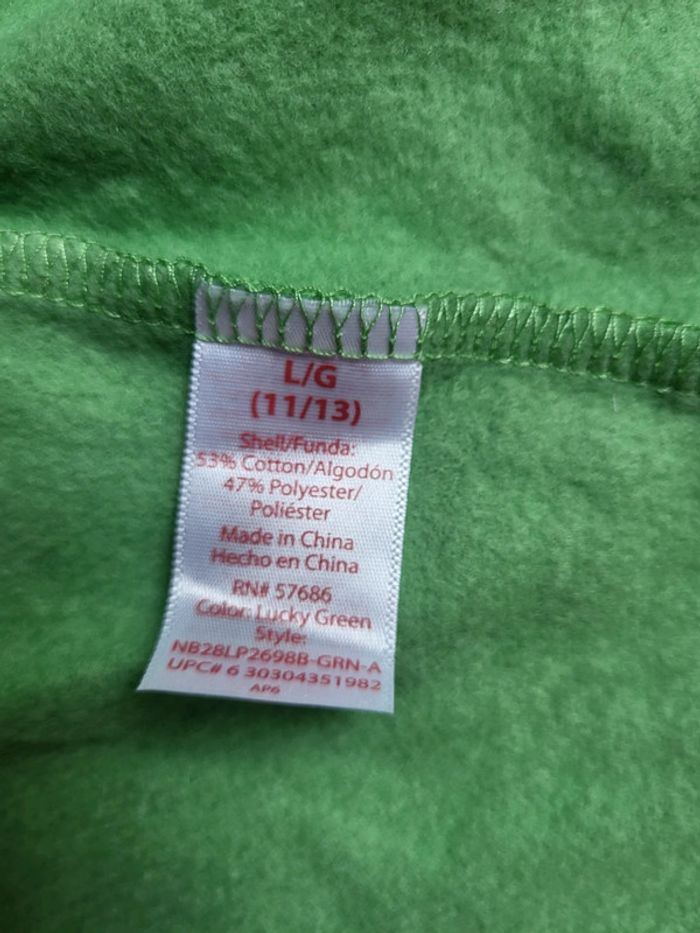 L/G
(11/13)
Shell/Funda:
53% Cotton/Algodón
47% Polyester/
Poliéster
Made in China
Hecho en China
RN# 57686
Color: Lucky Green
Style:
NB28LP2698B-GRN-A
UPC# 6 30304351982
AP6